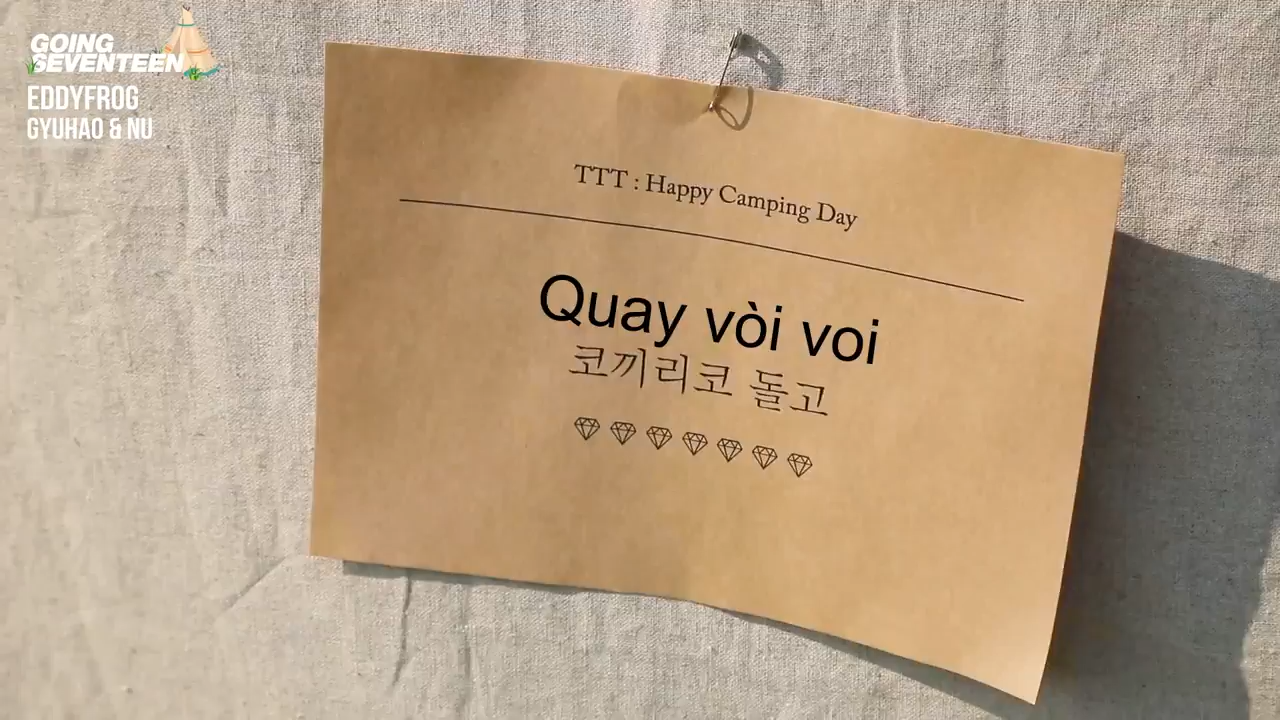 GOING
SEVENTEEN
EDDYFROG
GYUHAO & NU
TTT : Happy Camping Day
Quay vòi voi
코끼리코 돌고